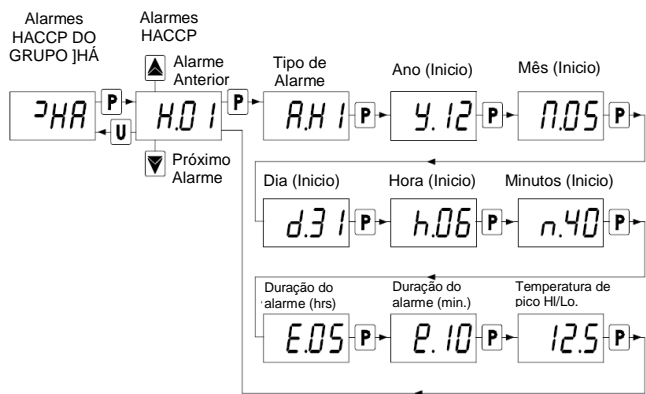 Alarmes
HACCP DO
GRUPO ]HÁ
Alarmes
HACCP
Alarme
Anterior
Tipo de
Alarme
Ano (Inicio)
Mês (Inicio)
]HA
P
U
H.01
P
A.H1
P
Y.12
P
n.05
P
Próximo
Alarme
Dia (Inicio)
Hora (Inicio)
Minutos (Inicio)
d.31
P
h.06
P
n.40
P
Duração do
alarme (hrs)
Duração do
alarme (min.)
Temperatura de
pico HI/Lo.
E.05
P
e.10
P
12.5
P